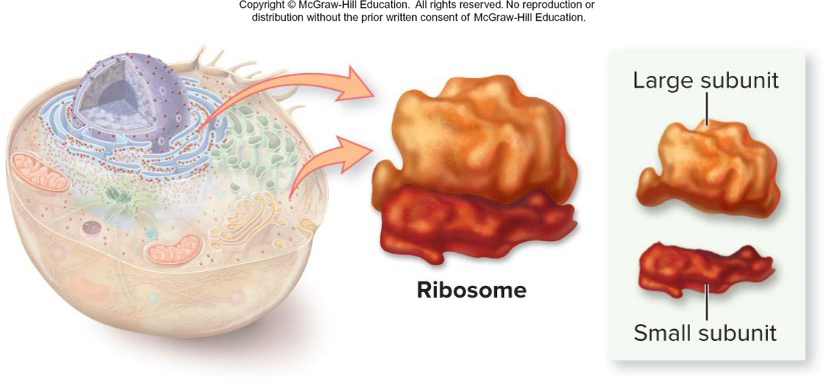 Copyright © McGraw-Hill Education. All rights reserved. No reproduction or
distribution without the prior written consent of McGraw-Hill Education.
Large subunit
Ribosome
Small subunit